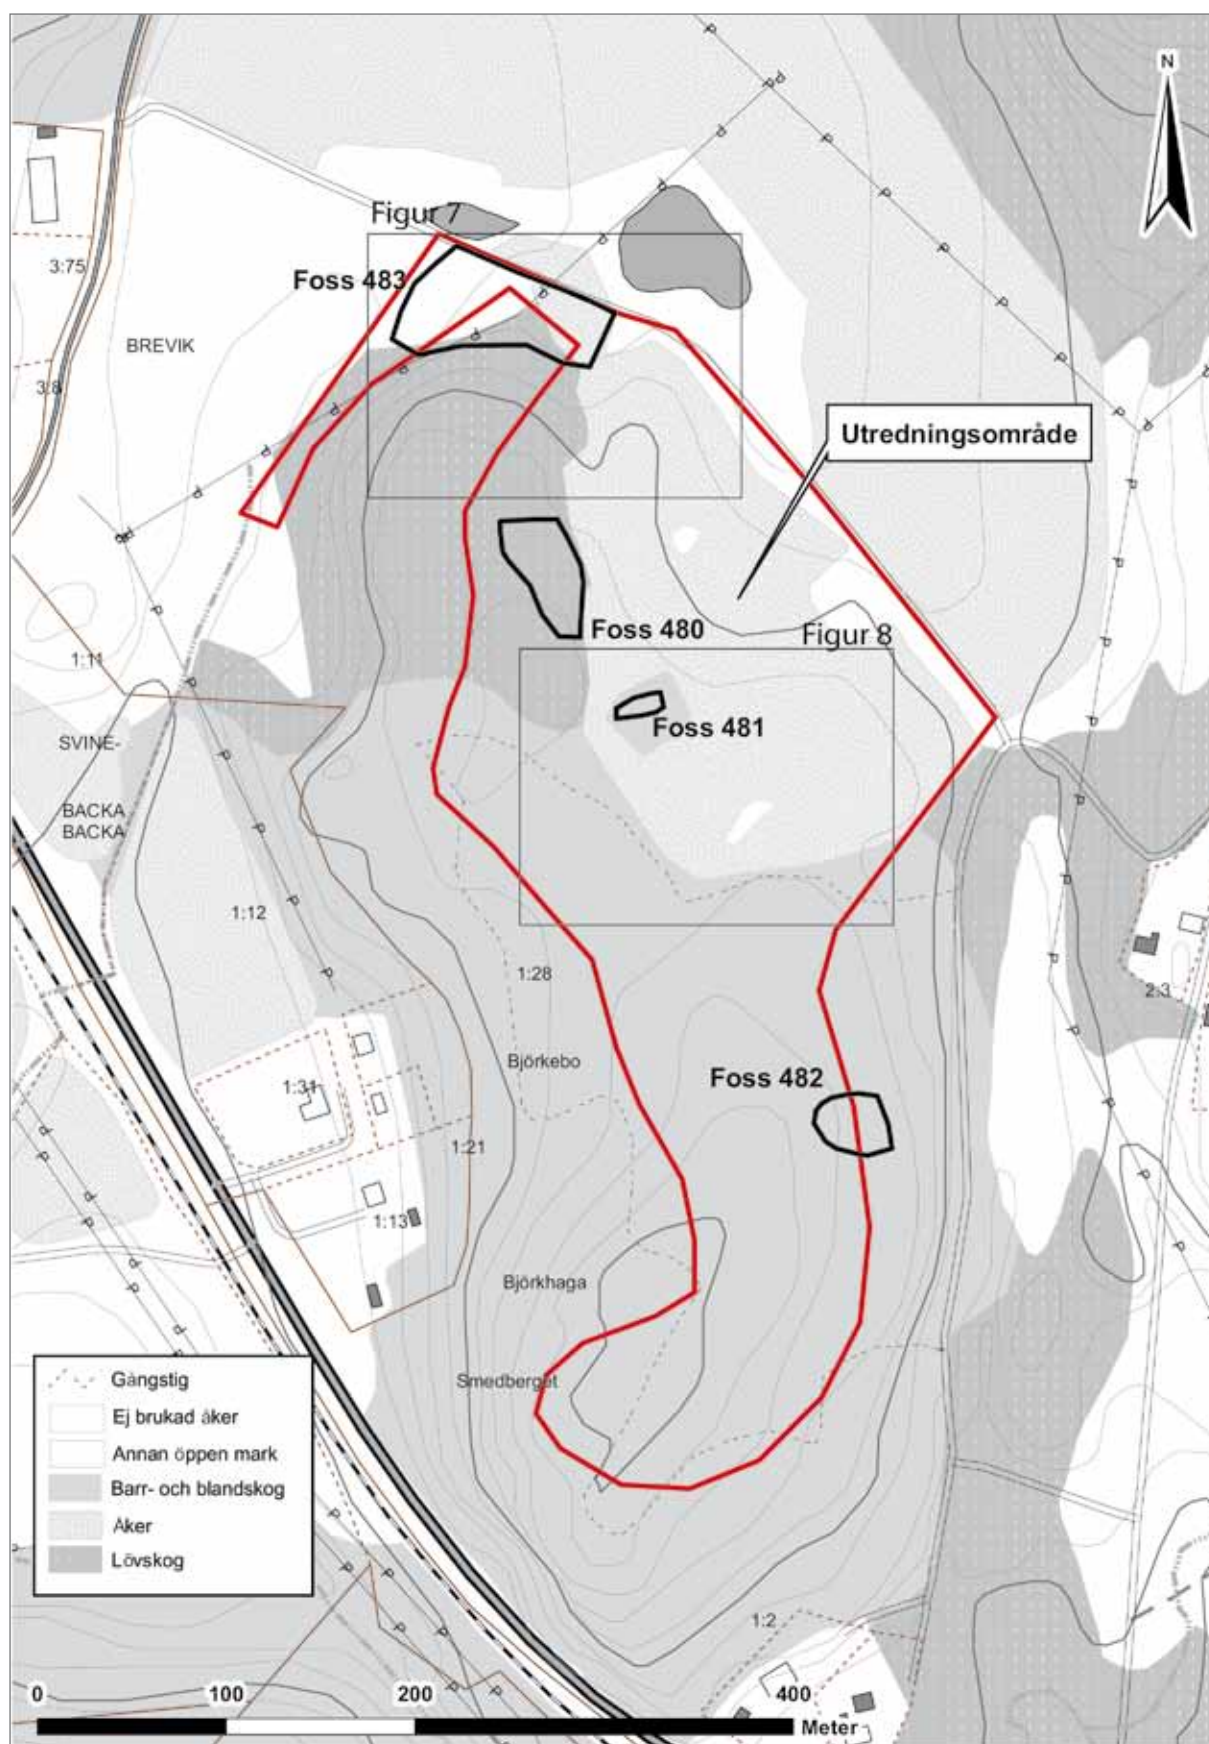 N
Figur 7
Foss 483
3:75
BREVIK
3:8
Utredningsområde
Foss 480
Figur 8
1:11
Foss 481
SVINE-
BACKA
BACKA
1:12
1:28
2:3
Björkebo
Foss 482
1:31
1:21
1:13
Björkhaga
Smedberget
Gångstig
Ej brukad åker
Annan öppen mark
Barr- och blandskog
Åker
Lövskog
1:2
0 100 200 400
Meter